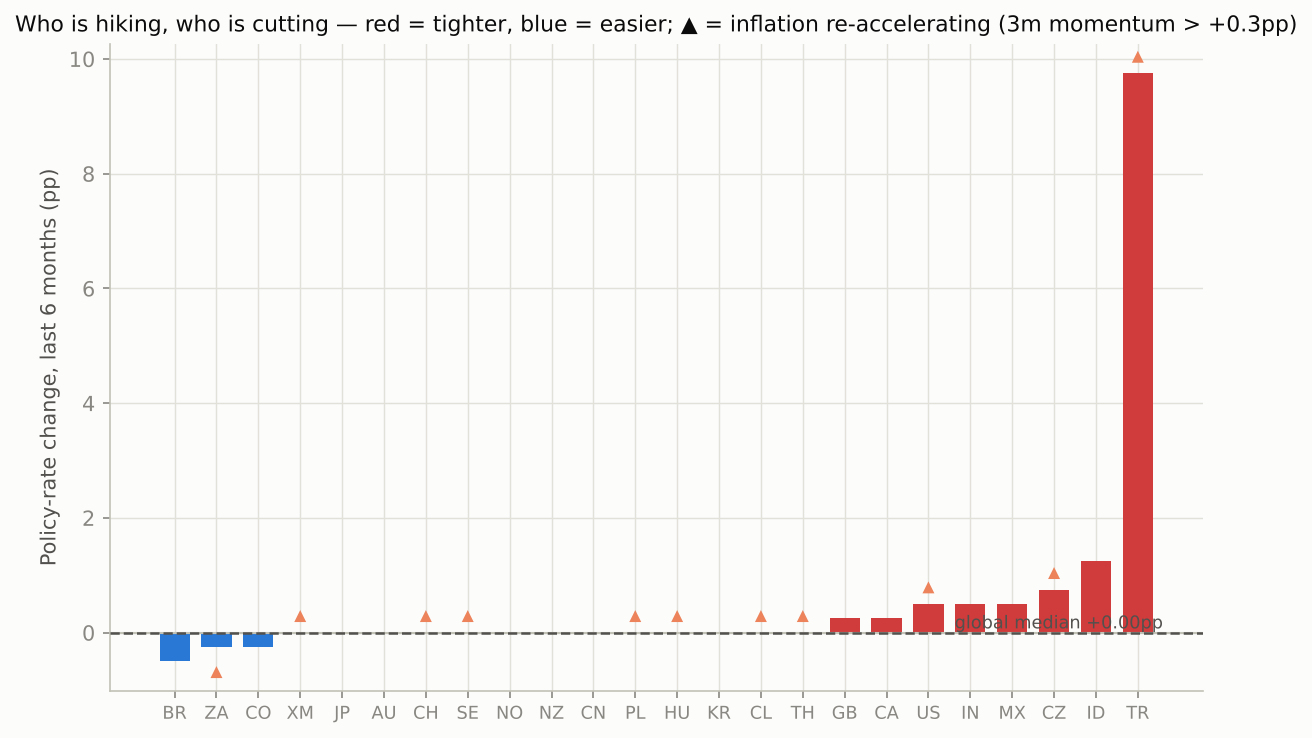 Who is hiking, who is cutting — red = tighter, blue = easier; ▲ = inflation re-accelerating (3m momentum > +0.3pp)
Policy-rate change, last 6 months (pp)
10
8
6
4
2
0
global median +0.00pp
BR ZA CO XM JP AU CH SE NO NZ CN PL HU KR CL TH GB CA US IN MX CZ ID TR